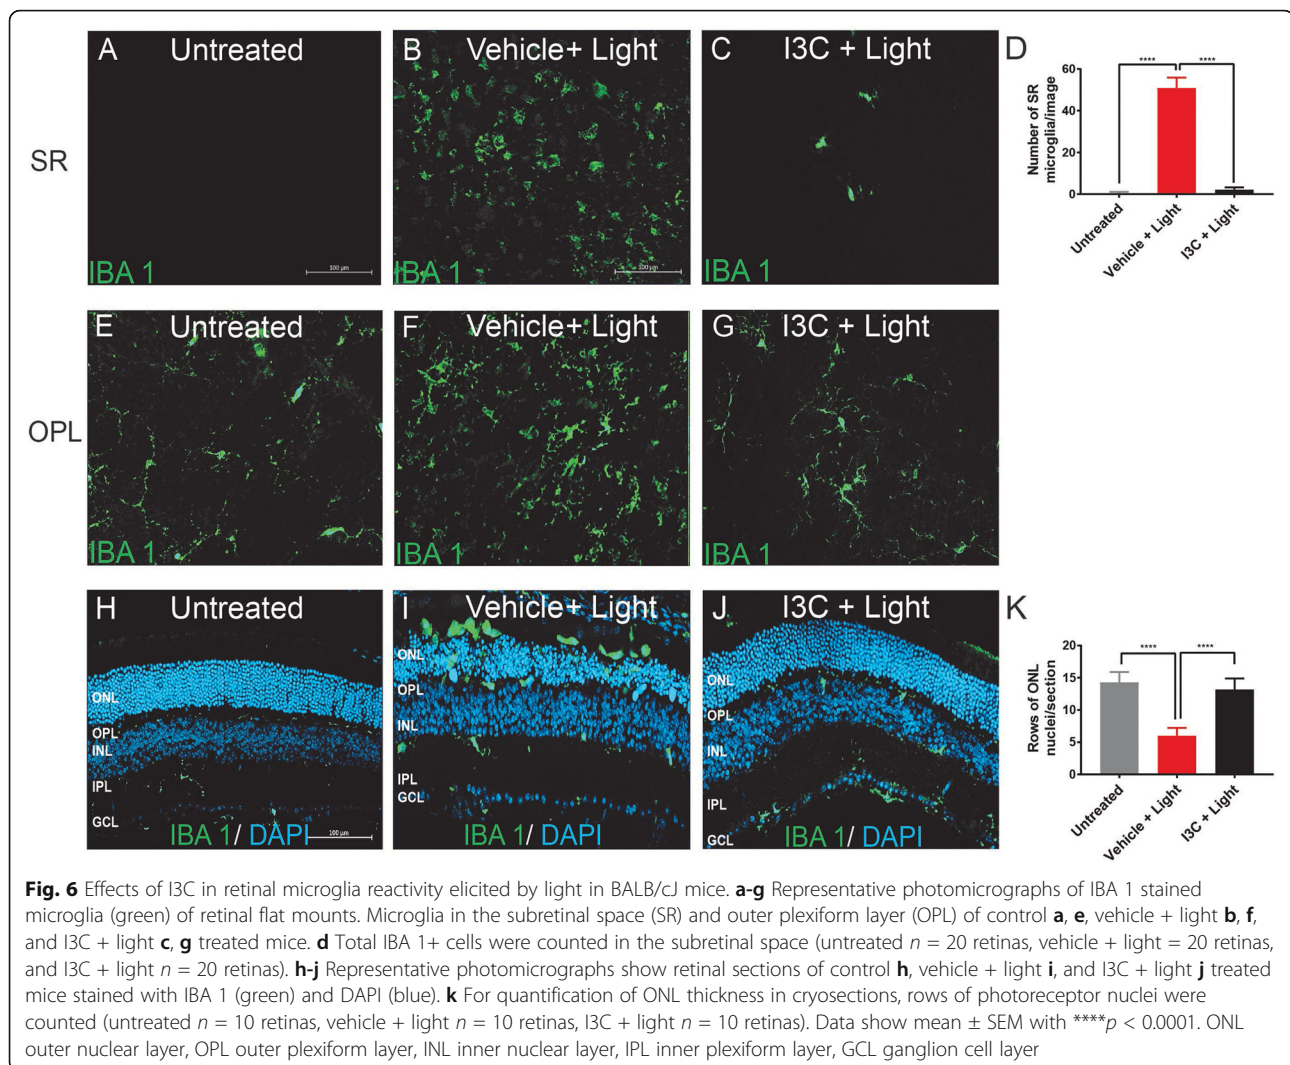 A Untreated
B Vehicle+ Light
C I3C + Light
D
SR
IBA 1
100 µm
IBA 1
100 µm
IBA 1
Number of SR
microglia/image
60
40
20
0
****
****
Untreated
Vehicle + Light
I3C + Light
E Untreated
F Vehicle+ Light
G I3C + Light
OPL
IBA 1
IBA 1
IBA 1
H Untreated
I Vehicle+ Light
J I3C + Light
K
ONL
OPL
INL
IPL
GCL
IBA 1/ DAPI
100 µm
ONL
OPL
INL
IPL
GCL
IBA 1/ DAPI
ONL
OPL
INL
IPL
GCL
IBA 1/ DAPI
Rows of ONL
nuclei/section
20
15
10
5
0
****
****
Untreated
Vehicle + Light
I3C + Light
Fig. 6 Effects of I3C in retinal microglia reactivity elicited by light in BALB/cJ mice. a-g Representative photomicrographs of IBA 1 stained
microglia (green) of retinal flat mounts. Microglia in the subretinal space (SR) and outer plexiform layer (OPL) of control a, e, vehicle + light b, f,
and I3C + light c, g treated mice. d Total IBA 1+ cells were counted in the subretinal space (untreated n = 20 retinas, vehicle + light = 20 retinas,
and I3C + light n = 20 retinas). h-j Representative photomicrographs show retinal sections of control h, vehicle + light i, and I3C + light j treated
mice stained with IBA 1 (green) and DAPI (blue). k For quantification of ONL thickness in cryosections, rows of photoreceptor nuclei were
counted (untreated n = 10 retinas, vehicle + light n = 10 retinas, I3C + light n = 10 retinas). Data show mean ± SEM with ****p < 0.0001. ONL
outer nuclear layer, OPL outer plexiform layer, INL inner nuclear layer, IPL inner plexiform layer, GCL ganglion cell layer